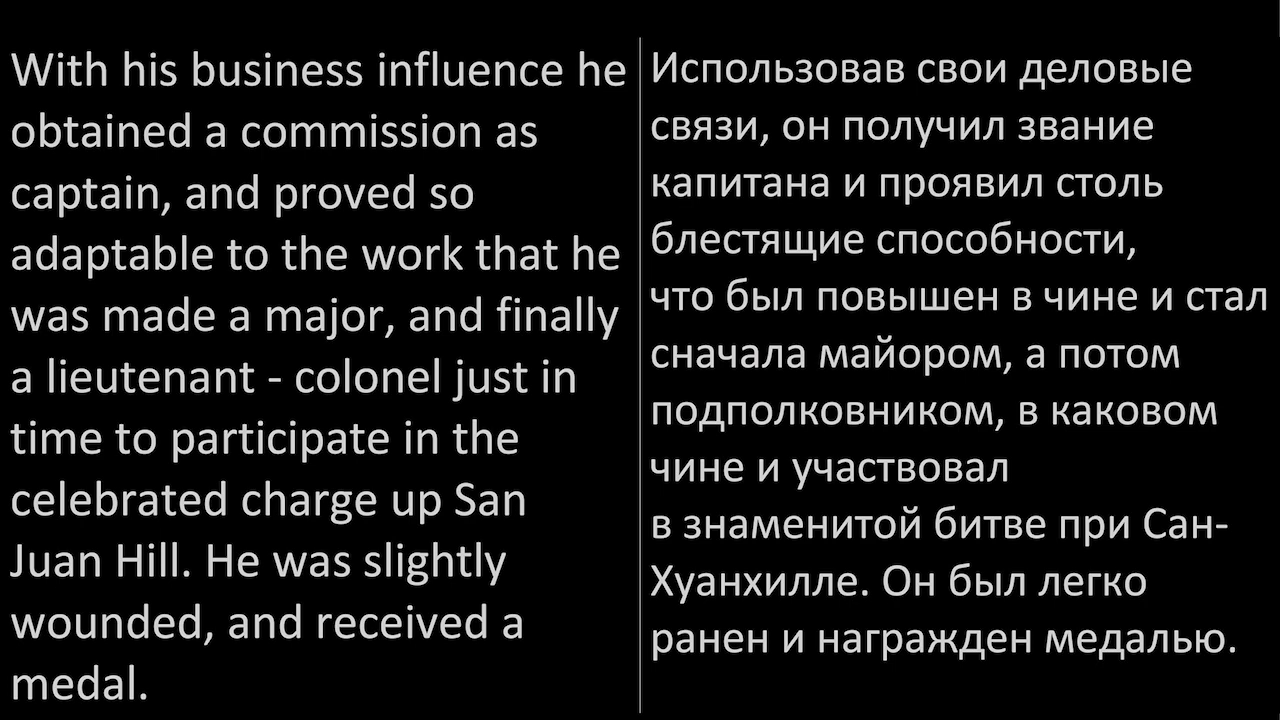 With his business influence he
obtained a commission as
captain, and proved so
adaptable to the work that he
was made a major, and finally
a lieutenant - colonel just in
time to participate in the
celebrated charge up San
Juan Hill. He was slightly
wounded, and received a
medal.
Использовав свои деловые
связи, он получил звание
капитана и проявил столь
блестящие способности,
что был повышен в чине и стал
сначала майором, а потом
подполковником, в каковом
чине и участвовал
в знаменитой битве при Сан-
Хуанхилле. Он был легко
ранен и награжден медалью.